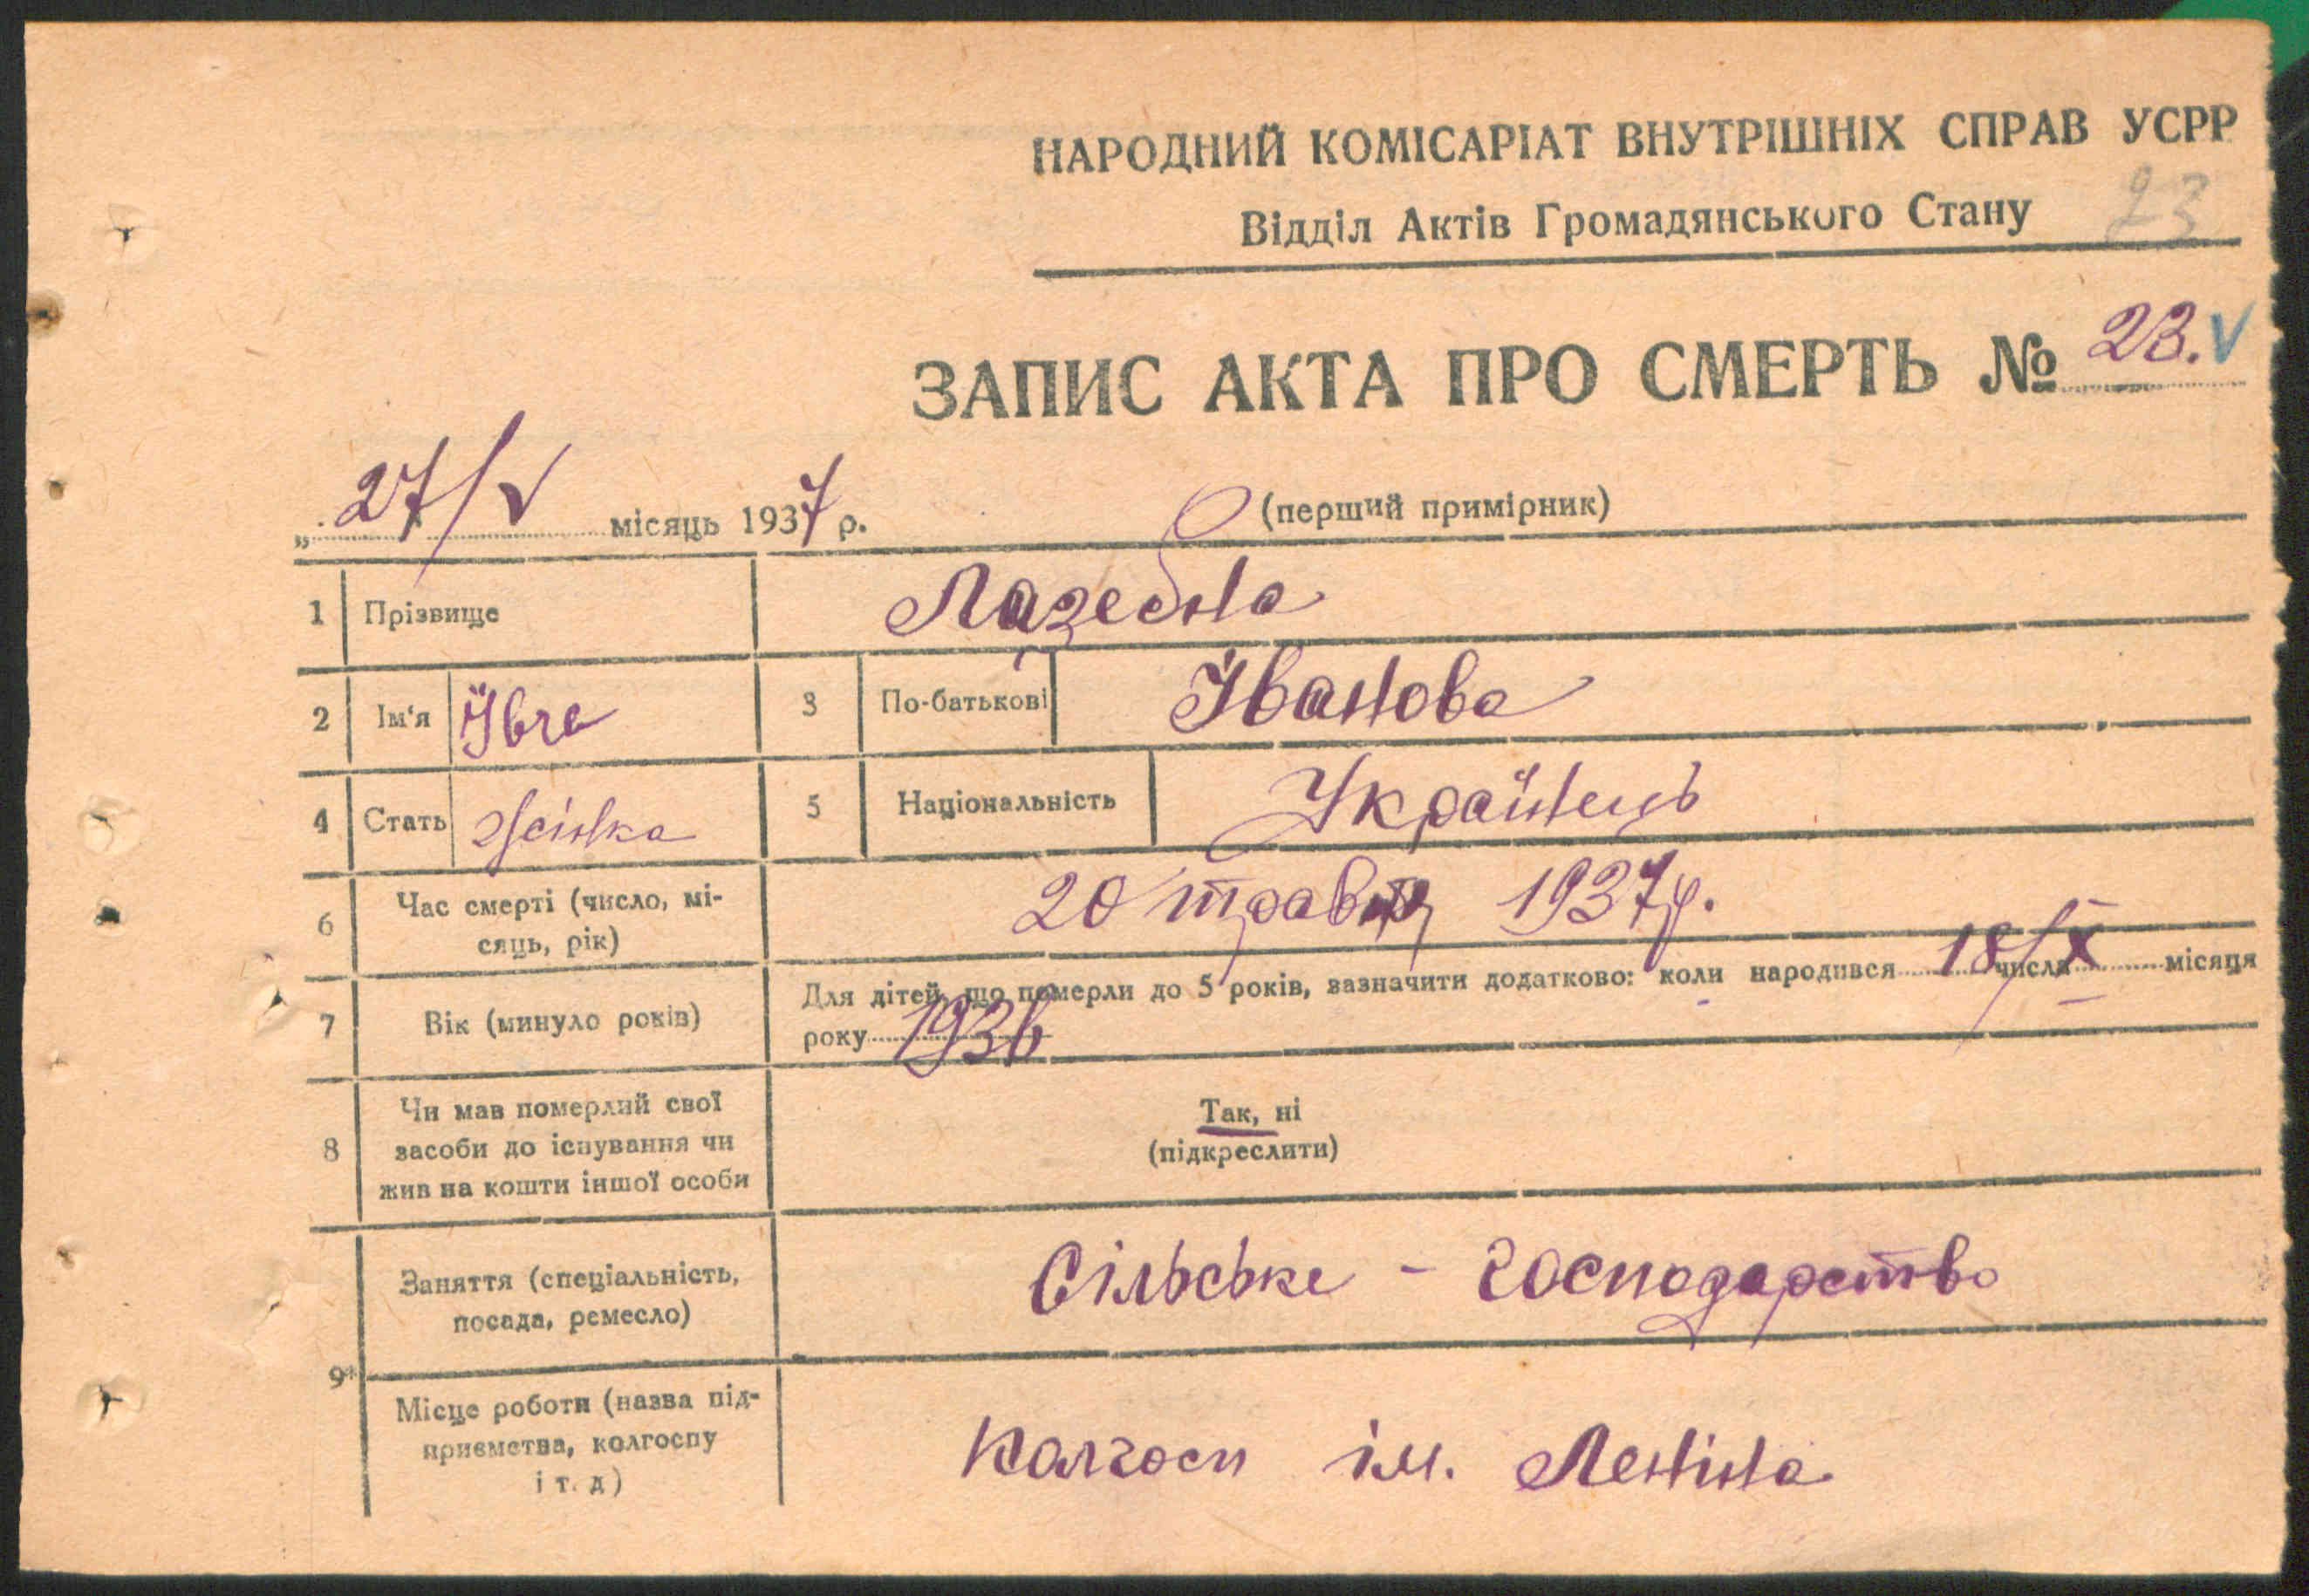 НАРОДНИЙ КОМІСАРІАТ ВНУТРІШНІХ СПРАВ УСРР
Відділ Актів Громадянського Стану 23
ЗАПИС АКТА ПРО СМЕРТЬ № 23. V
„ 27/V місяць 1937 р. (перший примірник)
1 Прізвище Лазебна
2 Ім'я Ївга 3 По-батькові Іванова
4 Стать Жінка 5 Національність Українець
6 Час смерті (число, мі-
сяць, рік) 20 травня 1937 р.
7 Вік (минуло років) Для дітей, що померли до 5 років, зазначити додатково: коли народився 18/X числа місяця
року 1936
8 Чи мав померлий свої
засоби до існування чи
жив на кошти іншої особи
Так, ні
(підкреслити)
9 Заняття (спеціальність,
посада, ремесло) Сільське - господарство
Місце роботи (назва під-
приємства, колгоспу
і т. д)
Колгосп ім. Леніна